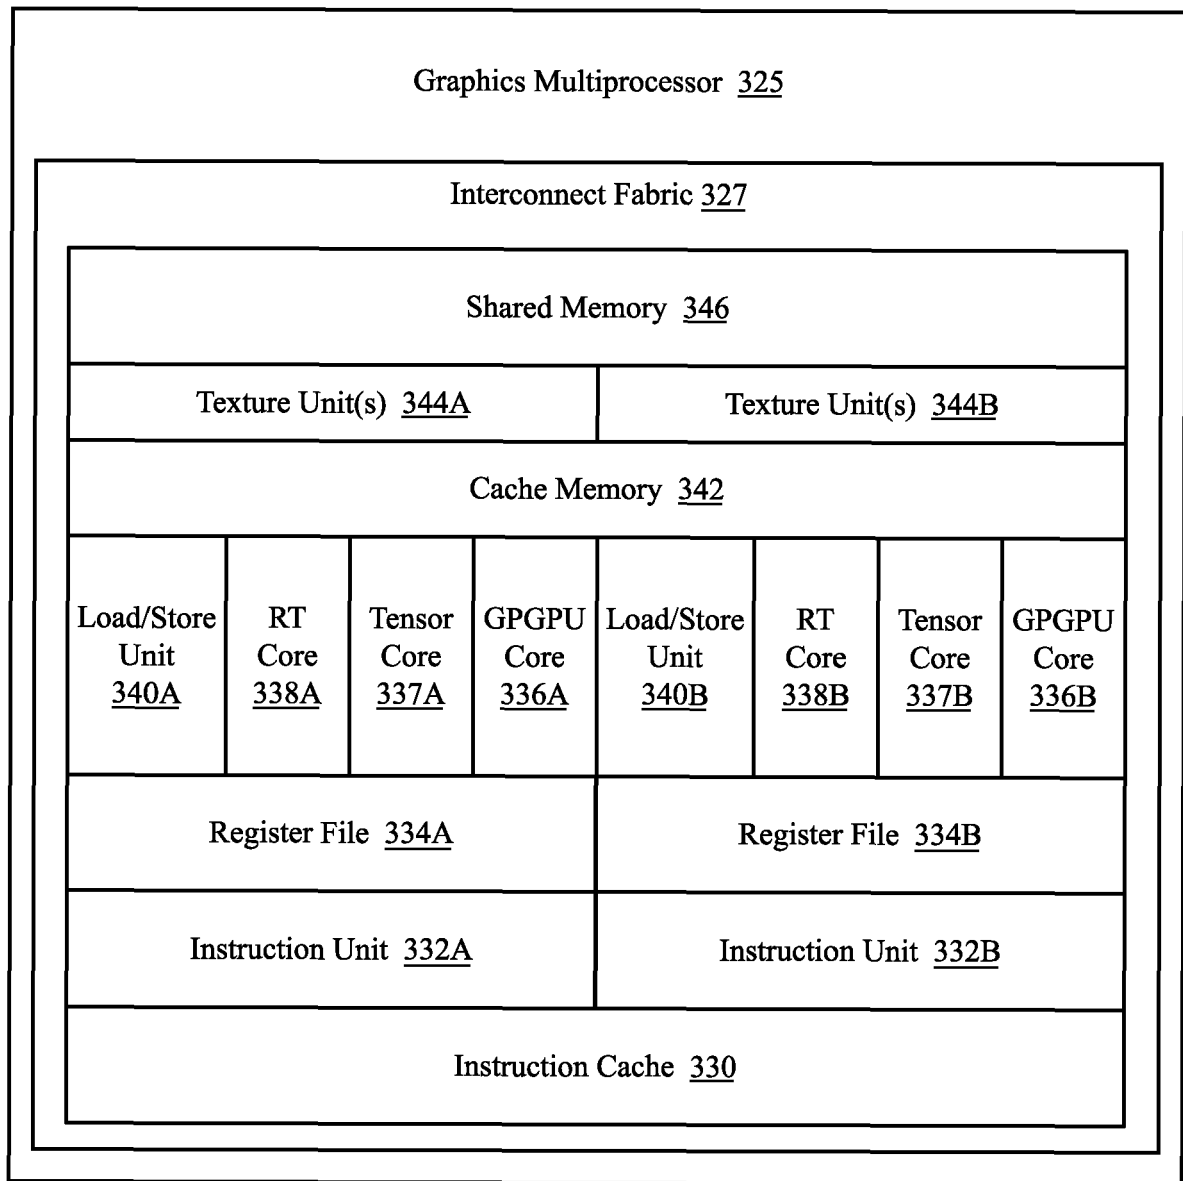 Graphics Multiprocessor 325
Interconnect Fabric 327
Shared Memory 346
Texture Unit(s) 344A
Texture Unit(s) 344B
Cache Memory 342
Load/Store
Unit
340A
RT
Core
338A
Tensor
Core
337A
GPGPU
Core
336A
Load/Store
Unit
340B
RT
Core
338B
Tensor
Core
337B
GPGPU
Core
336B
Register File 334A
Register File 334B
Instruction Unit 332A
Instruction Unit 332B
Instruction Cache 330